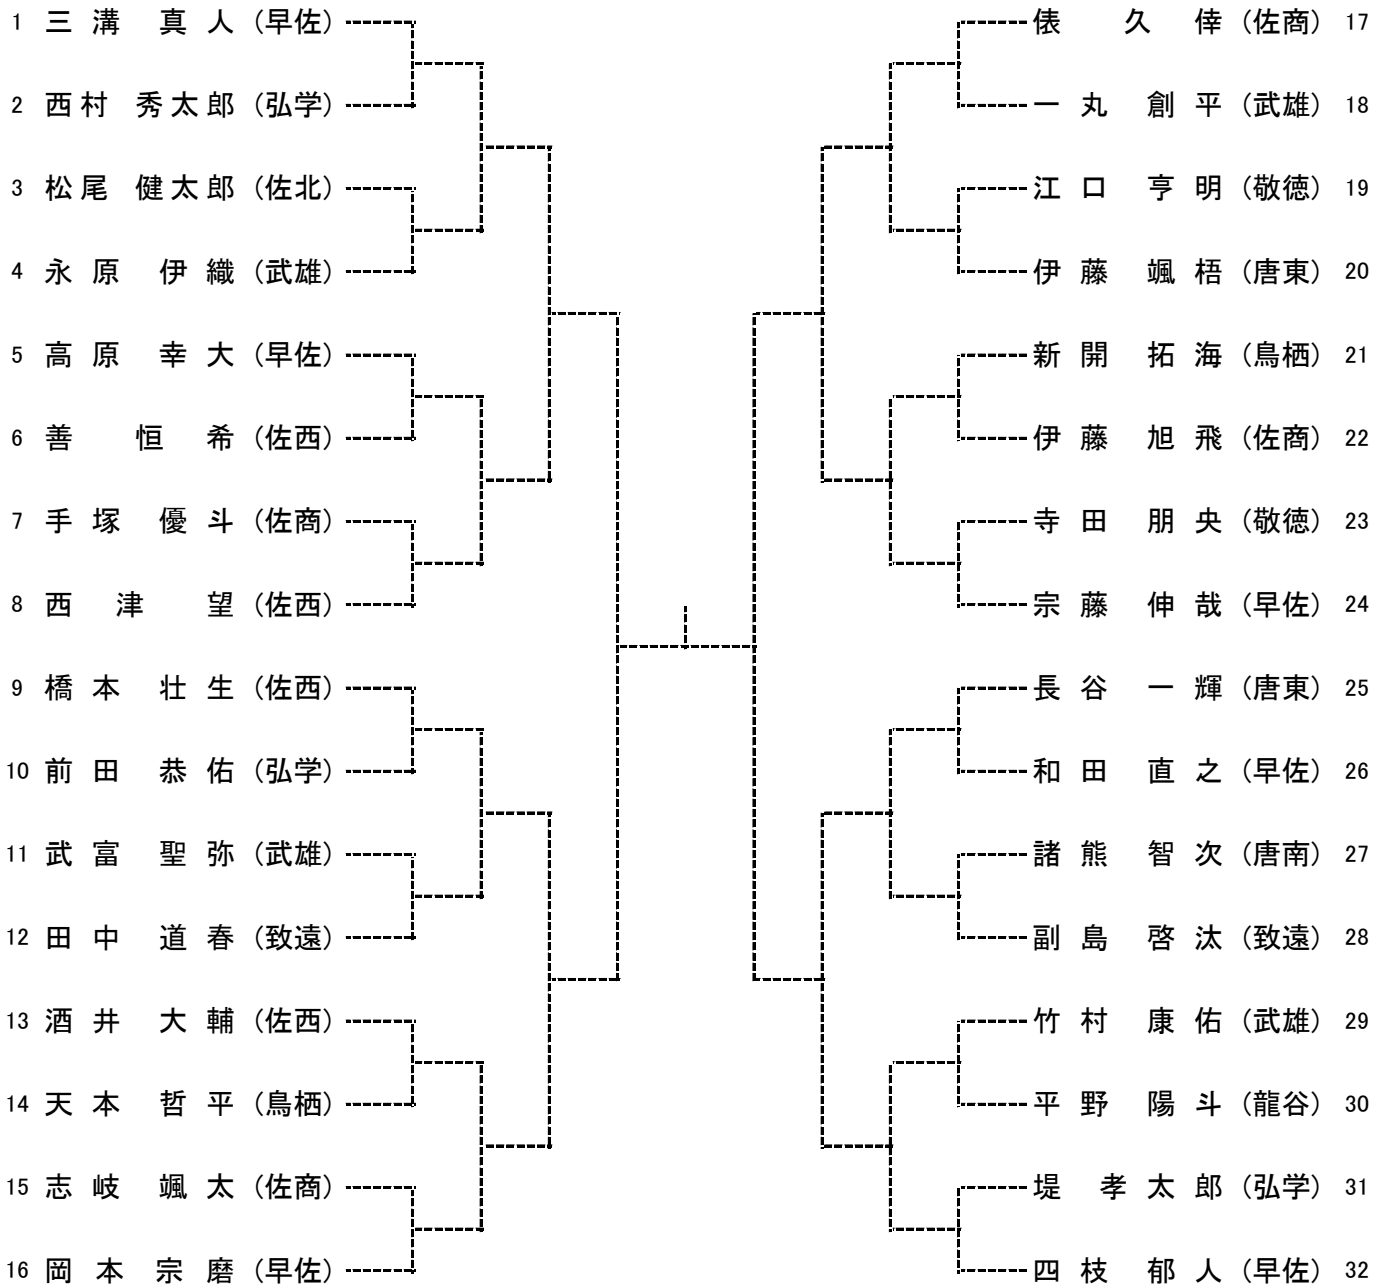 1 三溝 真人 (早佐)
2 西村 秀太郎 (弘学)
3 松尾 健太郎 (佐北)
4 永原 伊織 (武雄)
5 高原 幸大 (早佐)
6 善 恒希 (佐西)
7 手塚 優斗 (佐商)
8 西津 望 (佐西)
9 橋本 壮生 (佐西)
10 前田 恭佑 (弘学)
11 武富 聖弥 (武雄)
12 田中 道春 (致遠)
13 酒井 大輔 (佐西)
14 天本 哲平 (鳥栖)
15 志岐 颯太 (佐商)
16 岡本 宗磨 (早佐)
俵 久倖 (佐商) 17
一丸 創平 (武雄) 18
江口 亨明 (敬徳) 19
伊藤 颯梧 (唐東) 20
新開 拓海 (鳥栖) 21
伊藤 旭飛 (佐商) 22
寺田 朋央 (敬徳) 23
宗藤 伸哉 (早佐) 24
長谷 一輝 (唐東) 25
和田 直之 (早佐) 26
諸熊 智次 (唐南) 27
副島 啓汰 (致遠) 28
竹村 康佑 (武雄) 29
平野 陽斗 (龍谷) 30
堤 孝太郎 (弘学) 31
四枝 郁人 (早佐) 32